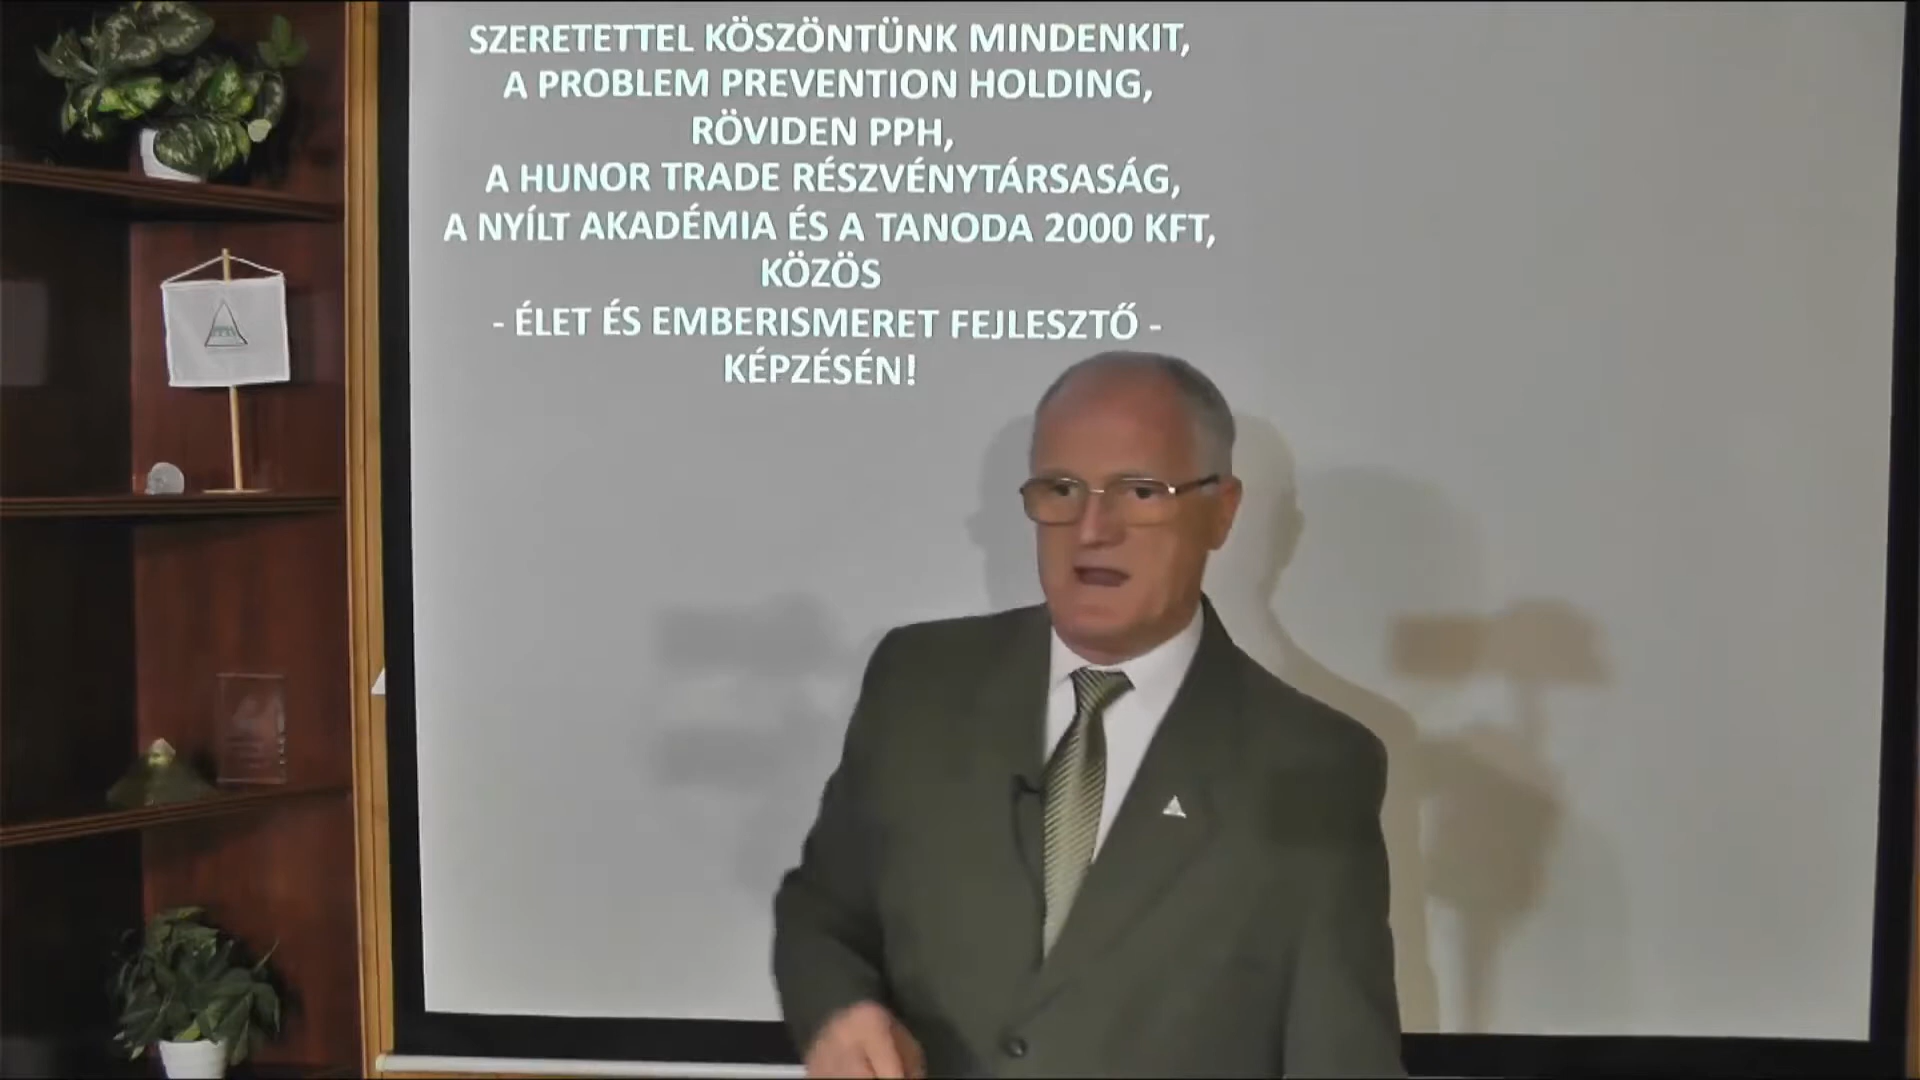 SZERETETTEL KÖSZÖNTÜNK MINDENKIT,
A PROBLEM PREVENTION HOLDING,
RÖVIDEN PPH,
A HUNOR TRADE RÉSZVÉNYTÁRSASÁG,
A NYÍLT AKADÉMIA ÉS A TANODA 2000 KFT,
KÖZÖS
- ÉLET ÉS EMBERISMERET FEJLESZTŐ -
KÉPZÉSÉN!